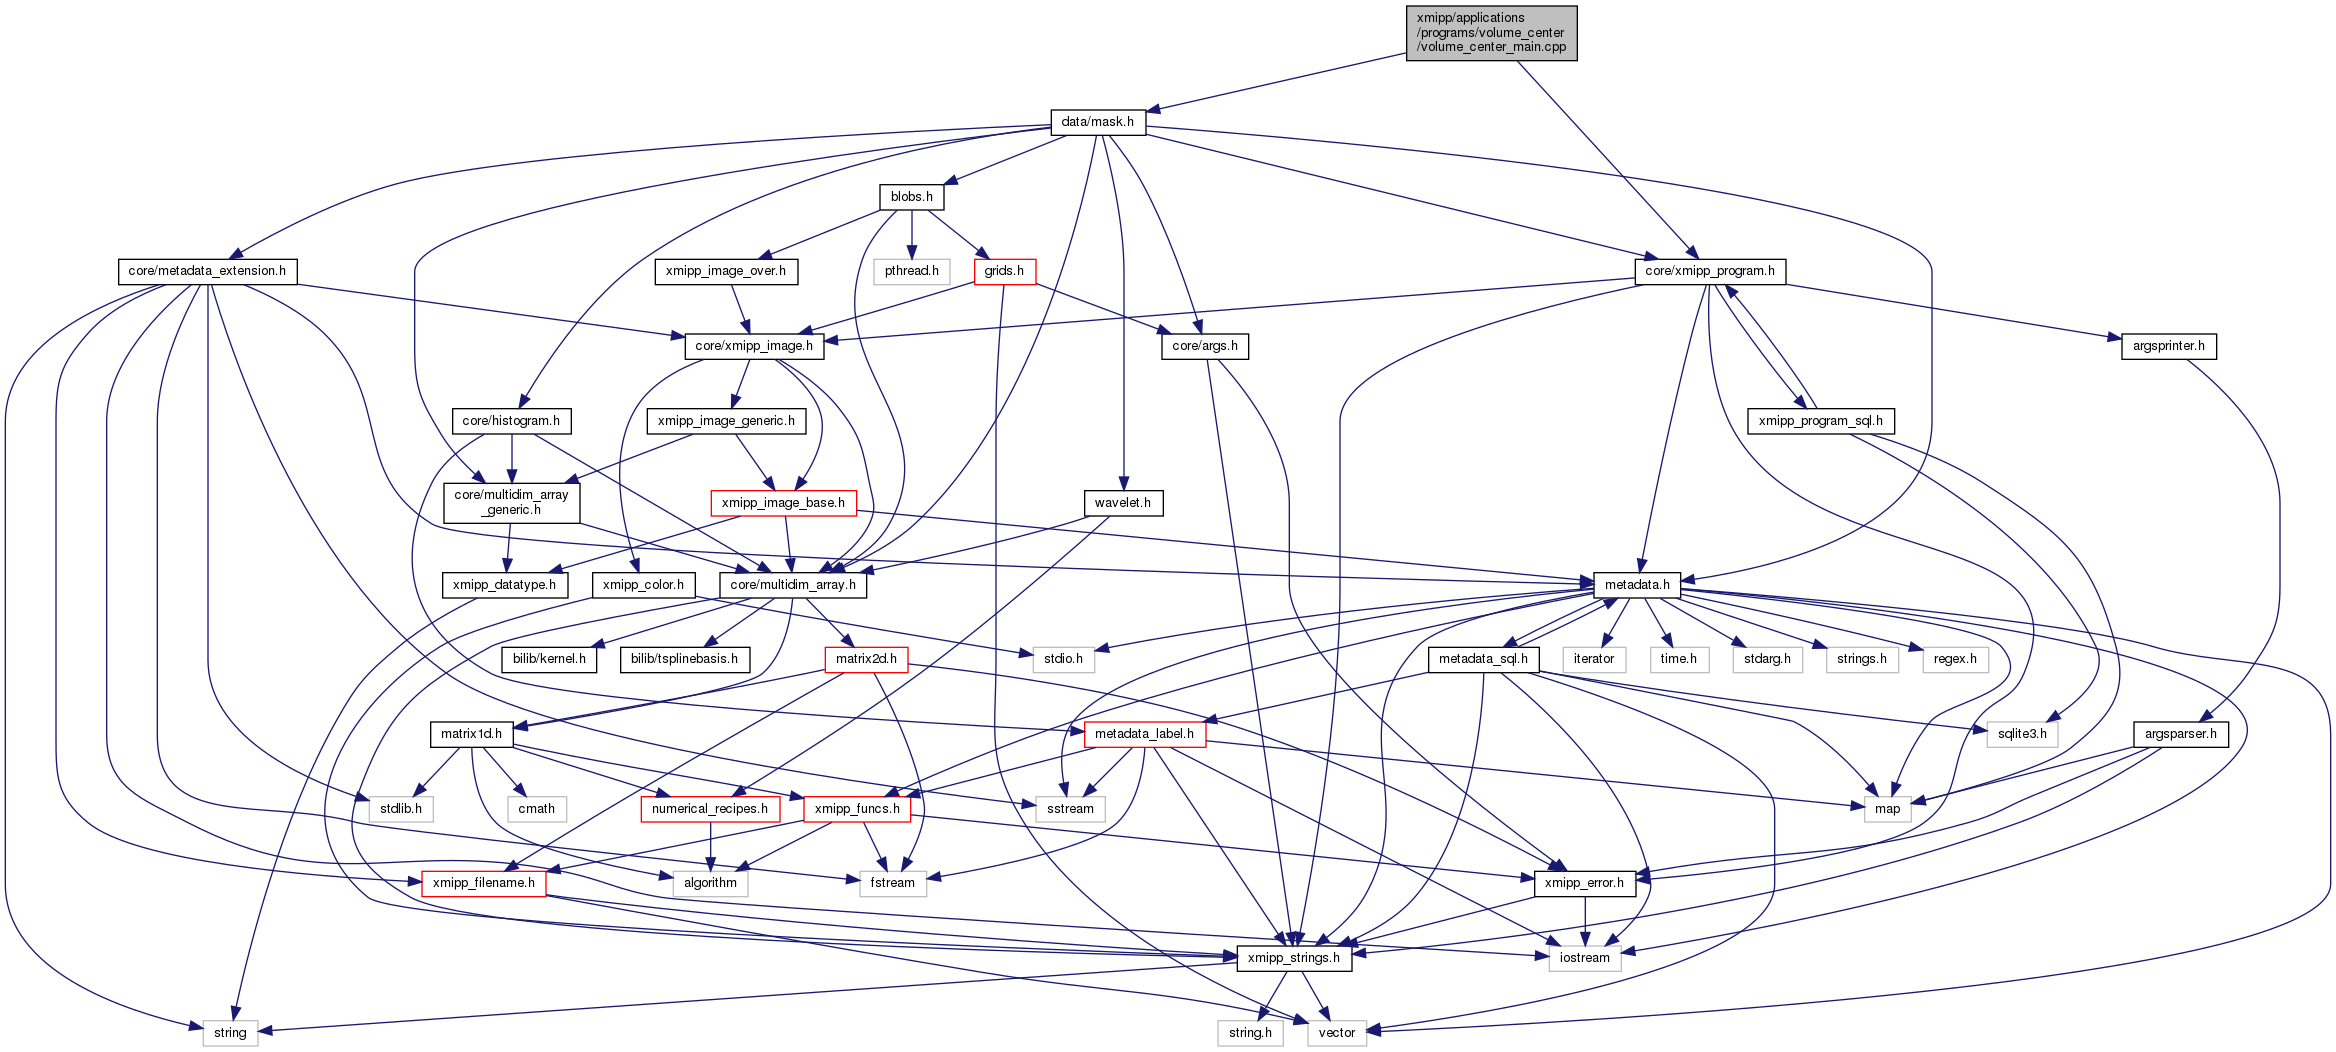 xmipp/applications
/programs/volume_center
/volume_center_main.cpp
data/mask.h
blobs.h
core/metadata_extension.h
xmipp_image_over.h
pthread.h
grids.h
core/xmipp_program.h
core/xmipp_image.h
core/args.h
argsprinter.h
core/histogram.h
xmipp_image_generic.h
xmipp_program_sql.h
core/multidim_array
_generic.h
xmipp_image_base.h
wavelet.h
xmipp_datatype.h
xmipp_color.h
core/multidim_array.h
metadata.h
bilib/kernel.h
bilib/tsplinebasis.h
matrix2d.h
stdio.h
metadata_sql.h
iterator
time.h
stdarg.h
strings.h
regex.h
matrix1d.h
metadata_label.h
sqlite3.h
argsparser.h
stdlib.h
cmath
numerical_recipes.h
xmipp_funcs.h
sstream
map
xmipp_filename.h
algorithm
fstream
xmipp_error.h
xmipp_strings.h
iostream
string
string.h
vector